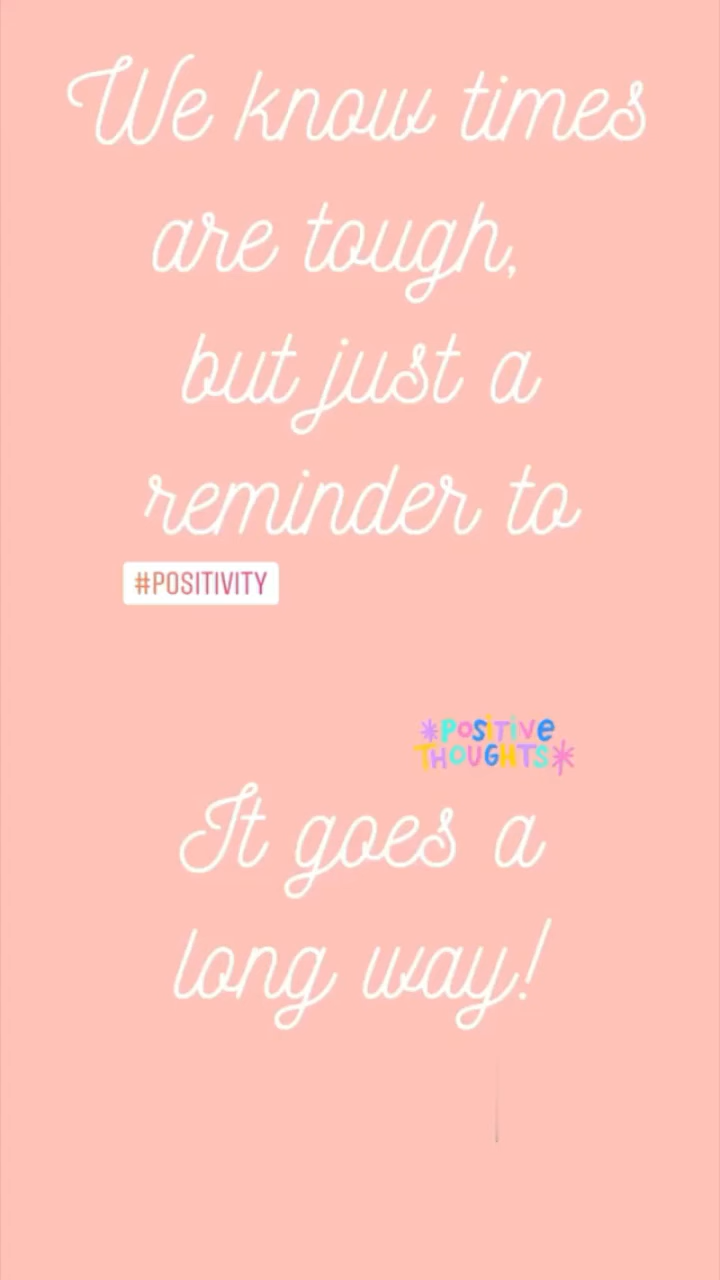 We know times
are tough,
but just a
reminder to
#POSITIVITY
*POSITIVE
THOUGHTS*
It goes a
long way!